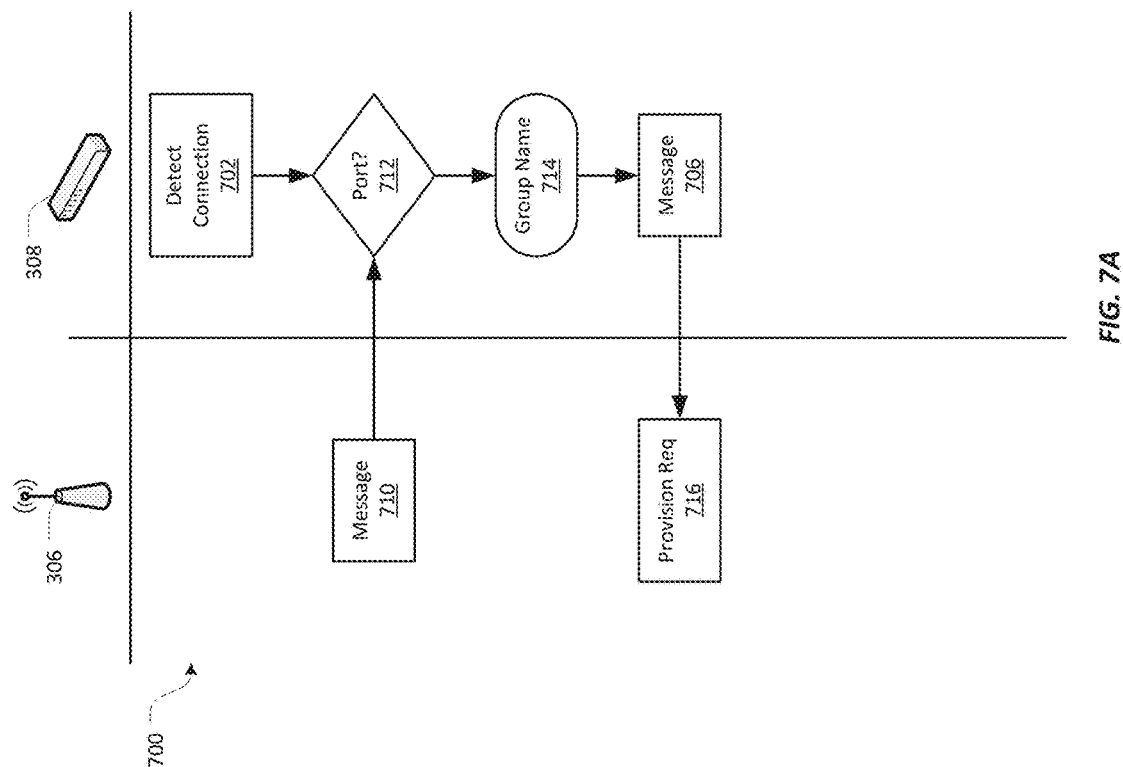 700
306
308
Detect
Connection
702
Message
710
Port?
712
Group Name
714
Provision Req
716
Message
706
FIG. 7A